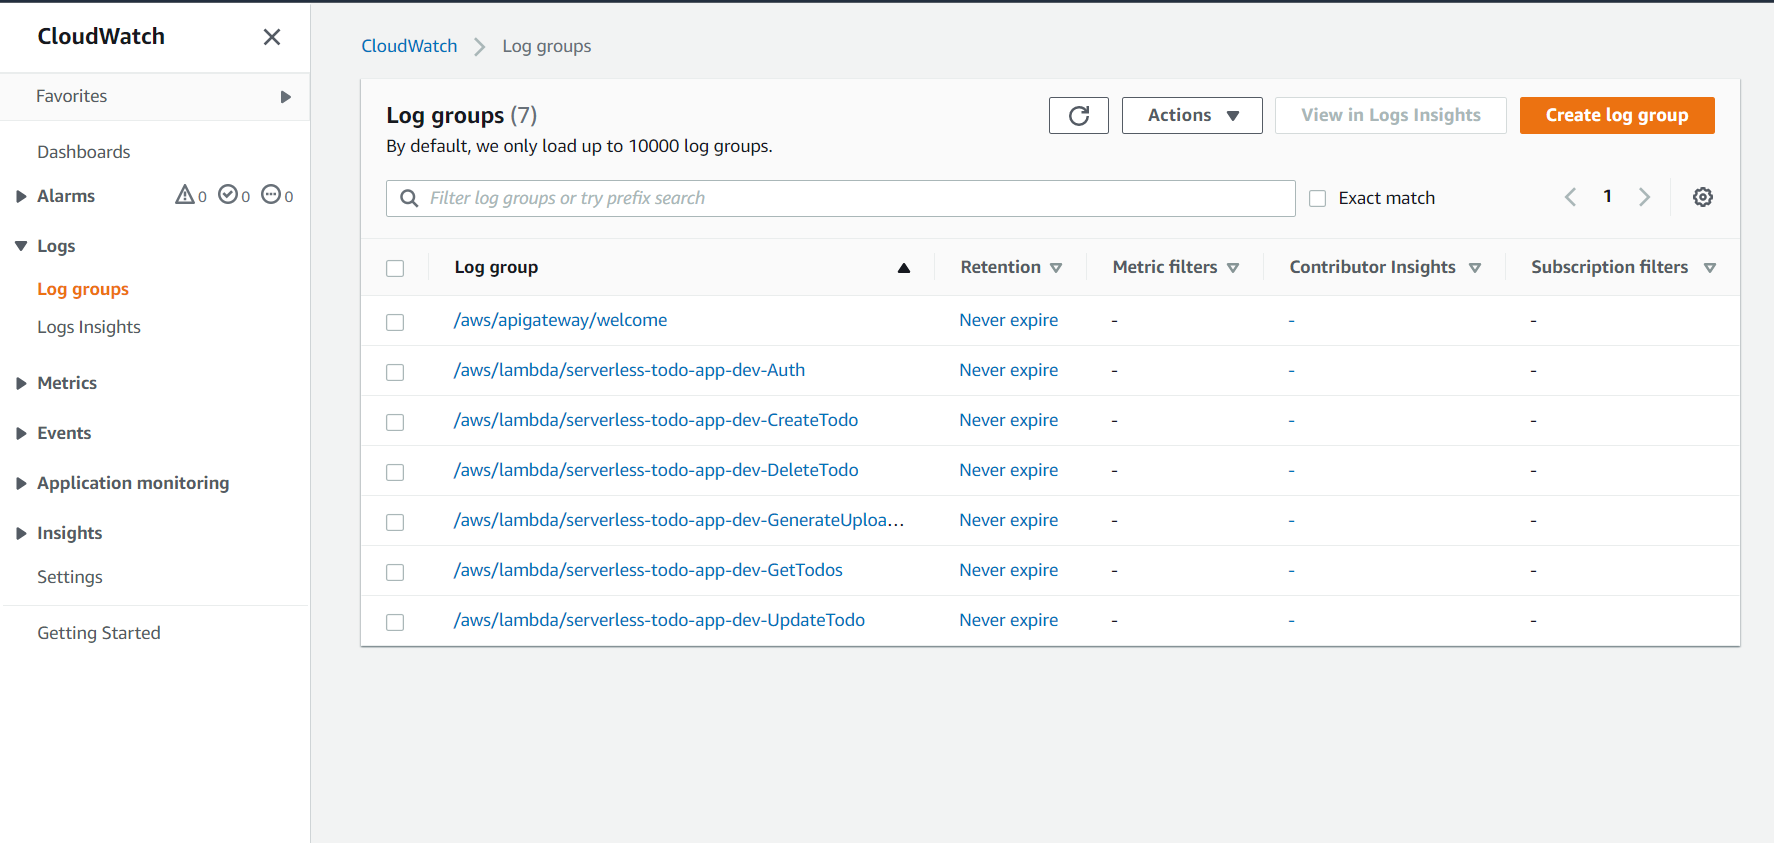 CloudWatch
Favorites
Dashboards
Alarms 0 0 0
Logs
Log groups
Logs Insights
Metrics
Events
Application monitoring
Insights
Settings
Getting Started
CloudWatch Log groups
Log groups (7)
By default, we only load up to 10000 log groups.
Actions
View in Logs Insights
Create log group
Filter log groups or try prefix search
Exact match
1
Log group Retention Metric filters Contributor Insights Subscription filters
/aws/apigateway/welcome Never expire - - -
/aws/lambda/serverless-todo-app-dev-Auth Never expire - - -
/aws/lambda/serverless-todo-app-dev-CreateTodo Never expire - - -
/aws/lambda/serverless-todo-app-dev-DeleteTodo Never expire - - -
/aws/lambda/serverless-todo-app-dev-GenerateUploa... Never expire - - -
/aws/lambda/serverless-todo-app-dev-GetTodos Never expire - - -
/aws/lambda/serverless-todo-app-dev-UpdateTodo Never expire - - -